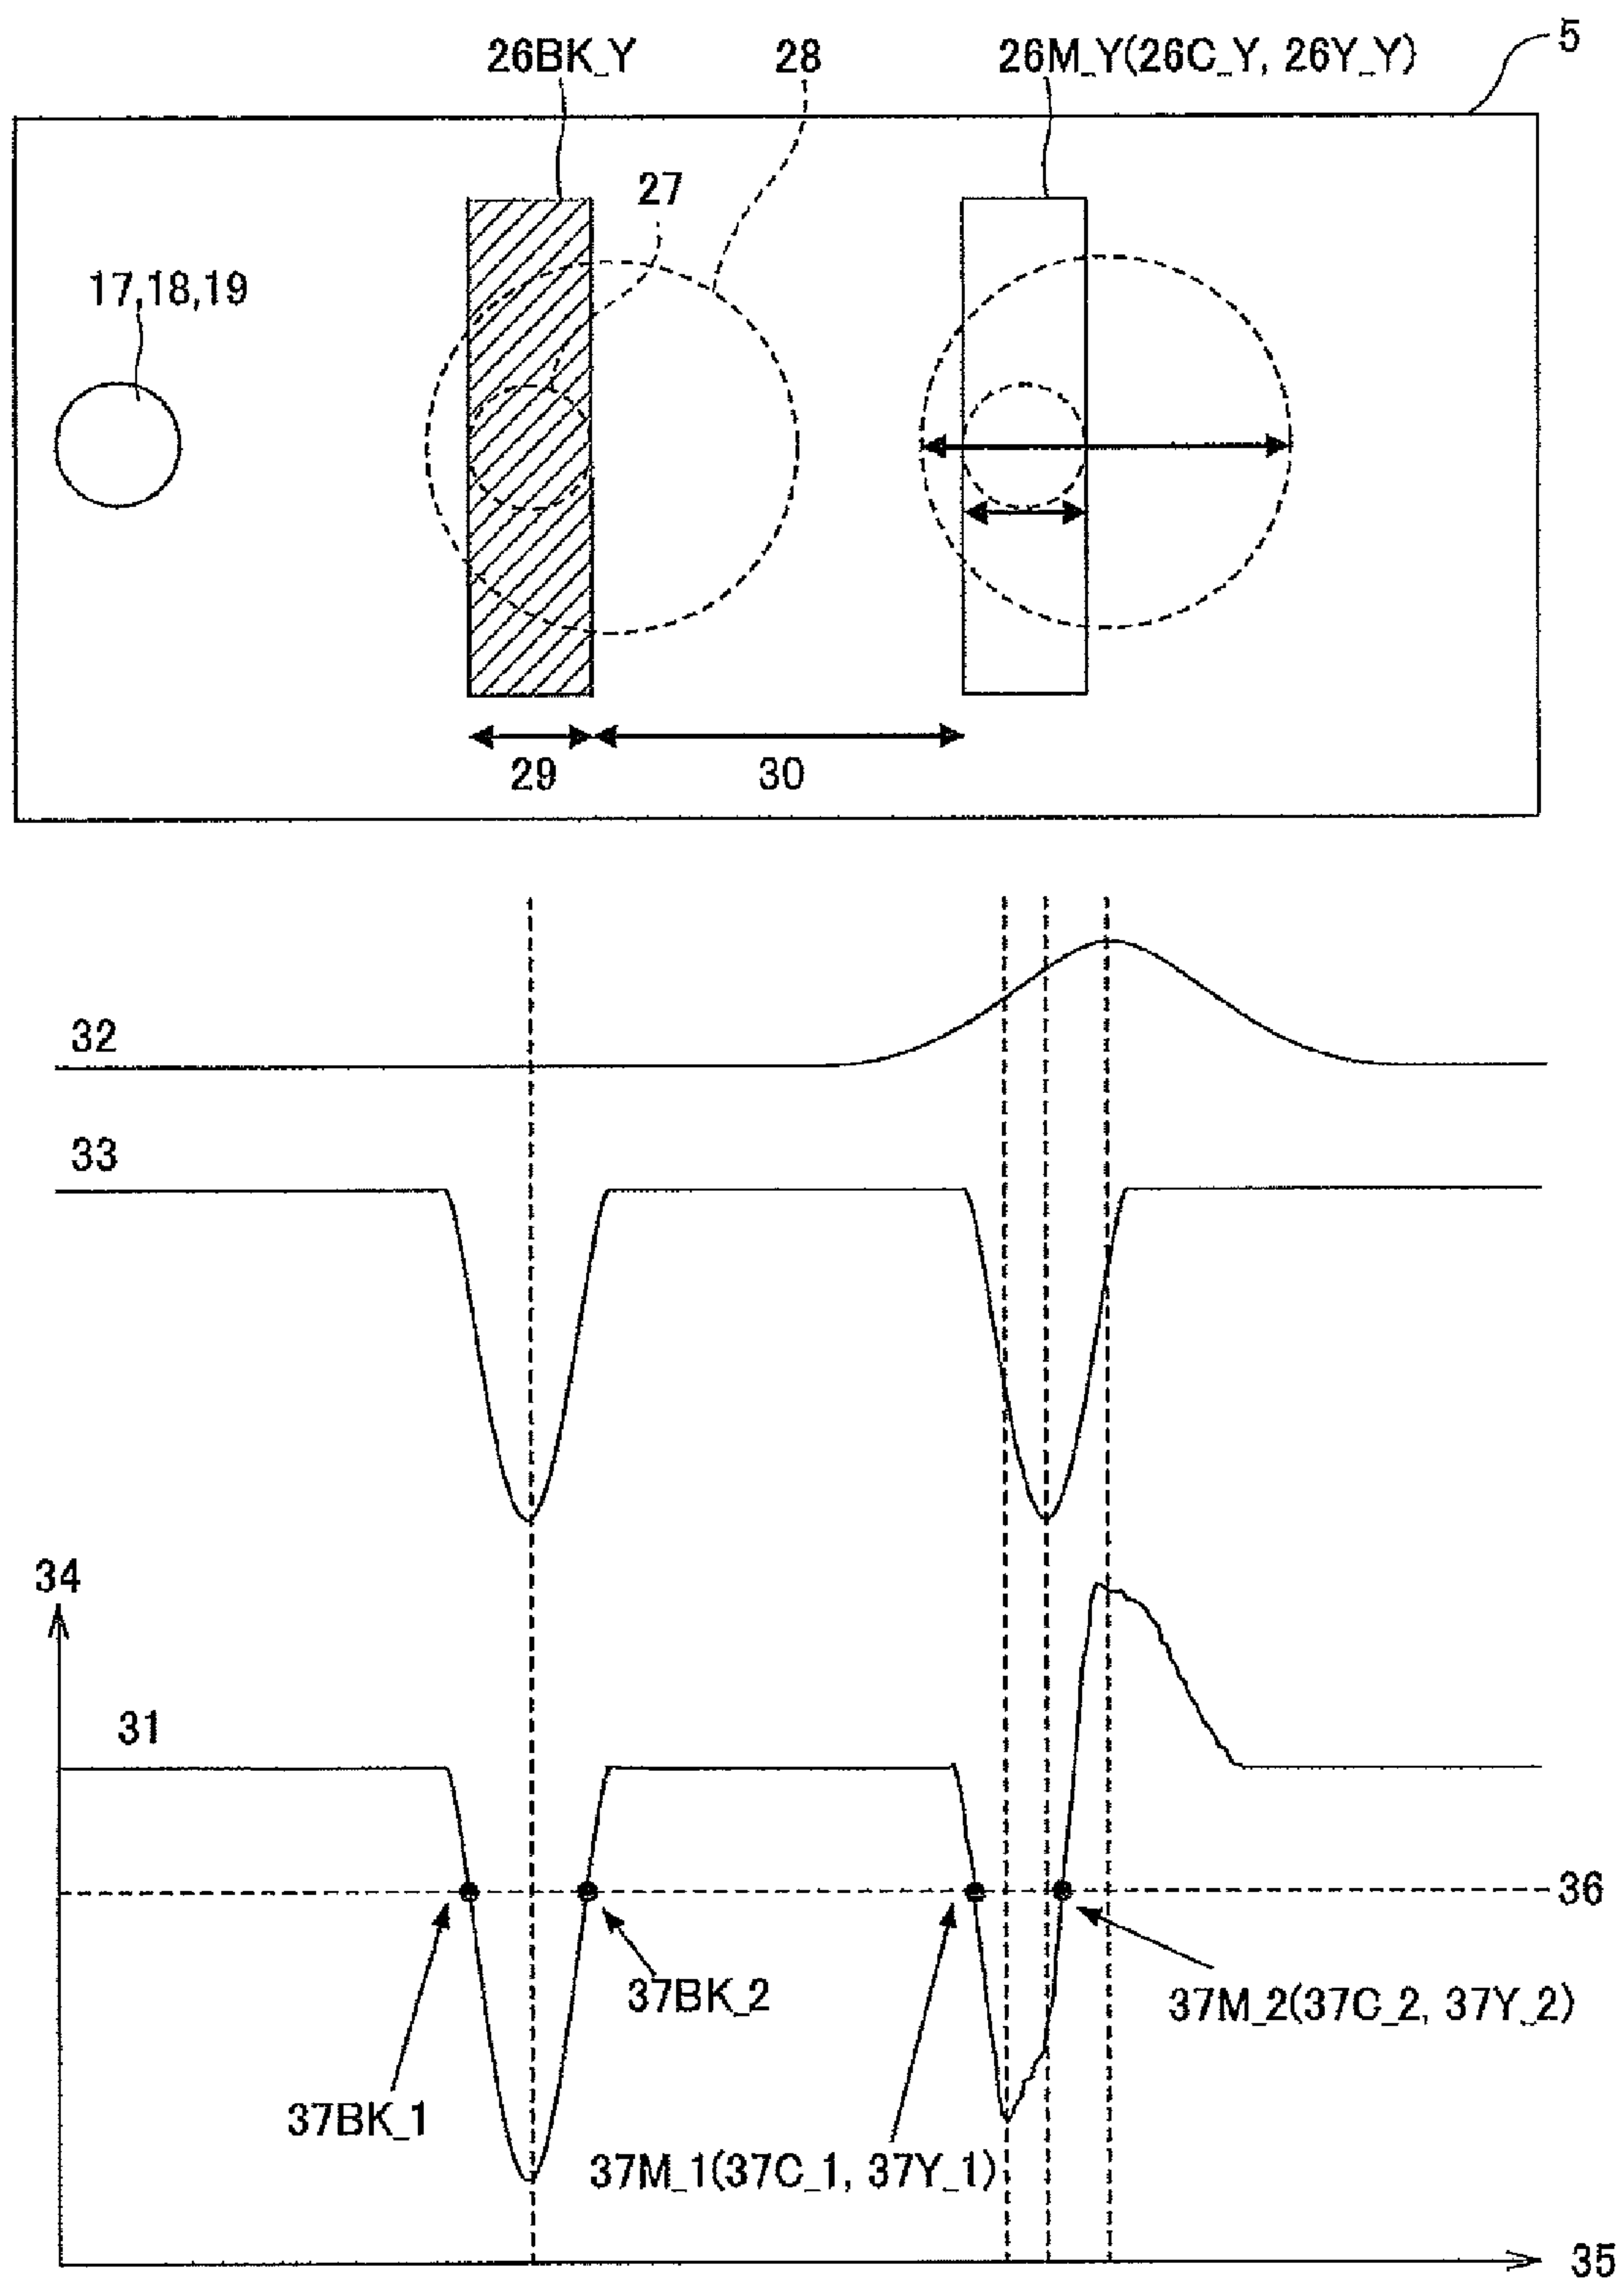 5
26BK_Y 28 26M_Y(26C_Y, 26Y_Y)
27
17,18,19
29 30
32
33
34
31
36
37BK_2 37M_2(37C_2, 37Y_2)
37BK_1
37M_1(37C_1, 37Y_1)
35